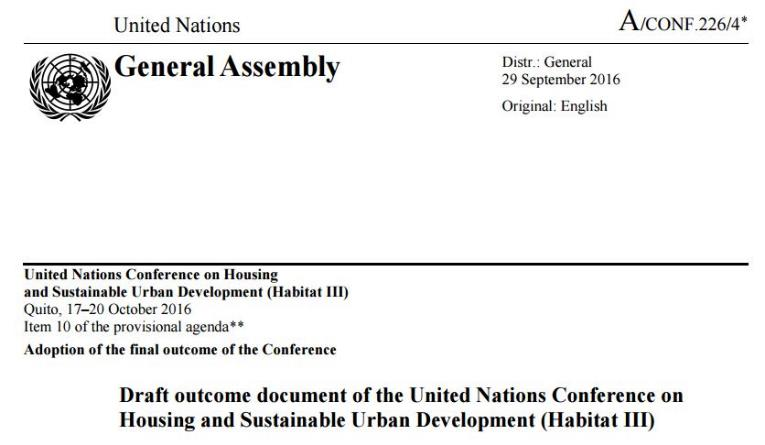 United Nations
A/CONF.226/4*
General Assembly
Distr.: General
29 September 2016
Original: English
United Nations Conference on Housing
and Sustainable Urban Development (Habitat III)
Quito, 17–20 October 2016
Item 10 of the provisional agenda**
Adoption of the final outcome of the Conference
Draft outcome document of the United Nations Conference on
Housing and Sustainable Urban Development (Habitat III)